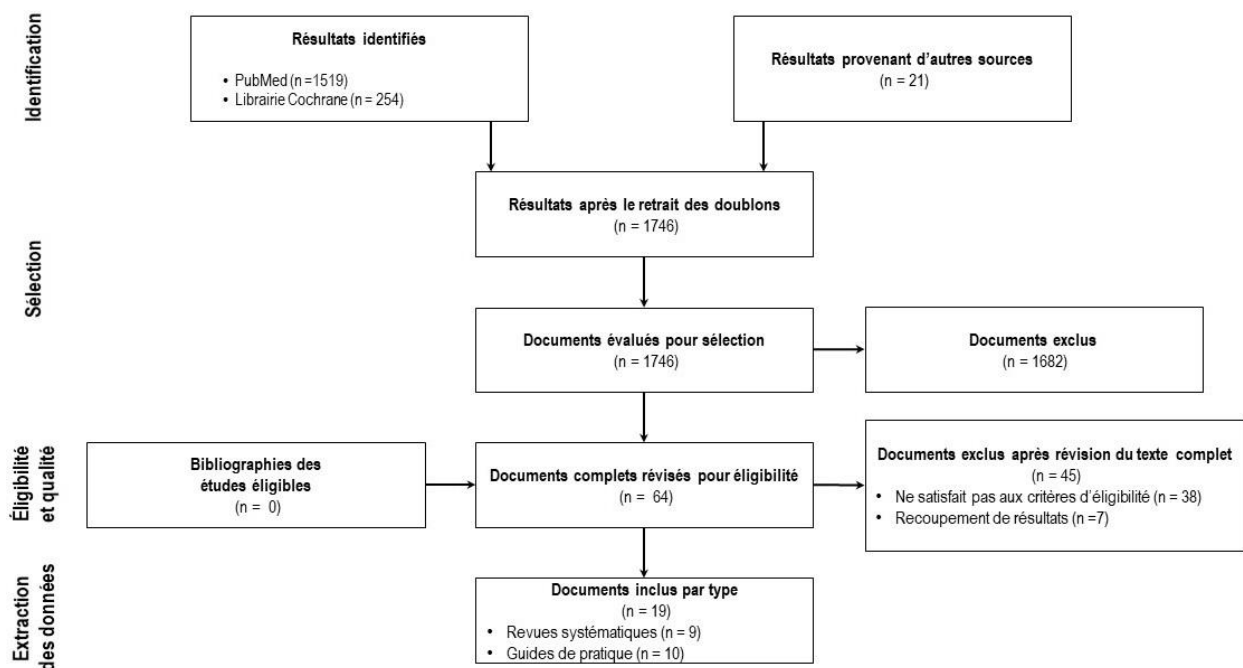 Identification
Résultats identifiés
• PubMed (n =1519)
• Librairie Cochrane (n = 254)
Résultats provenant d'autres sources
(n = 21)
Sélection
Résultats après le retrait des doublons
(n = 1746)
Documents évalués pour sélection
(n = 1746)
Documents exclus
(n = 1682)
Éligibilité
et qualité
Bibliographies des
études éligibles
(n = 0)
Documents complets révisés pour éligibilité
(n = 64)
Documents exclus après révision du texte complet
(n = 45)
• Ne satisfait pas aux critères d'éligibilité (n = 38)
• Recoupement de résultats (n =7)
Extraction
des données
Documents inclus par type
(n = 19)
• Revues systématiques (n = 9)
• Guides de pratique (n = 10)